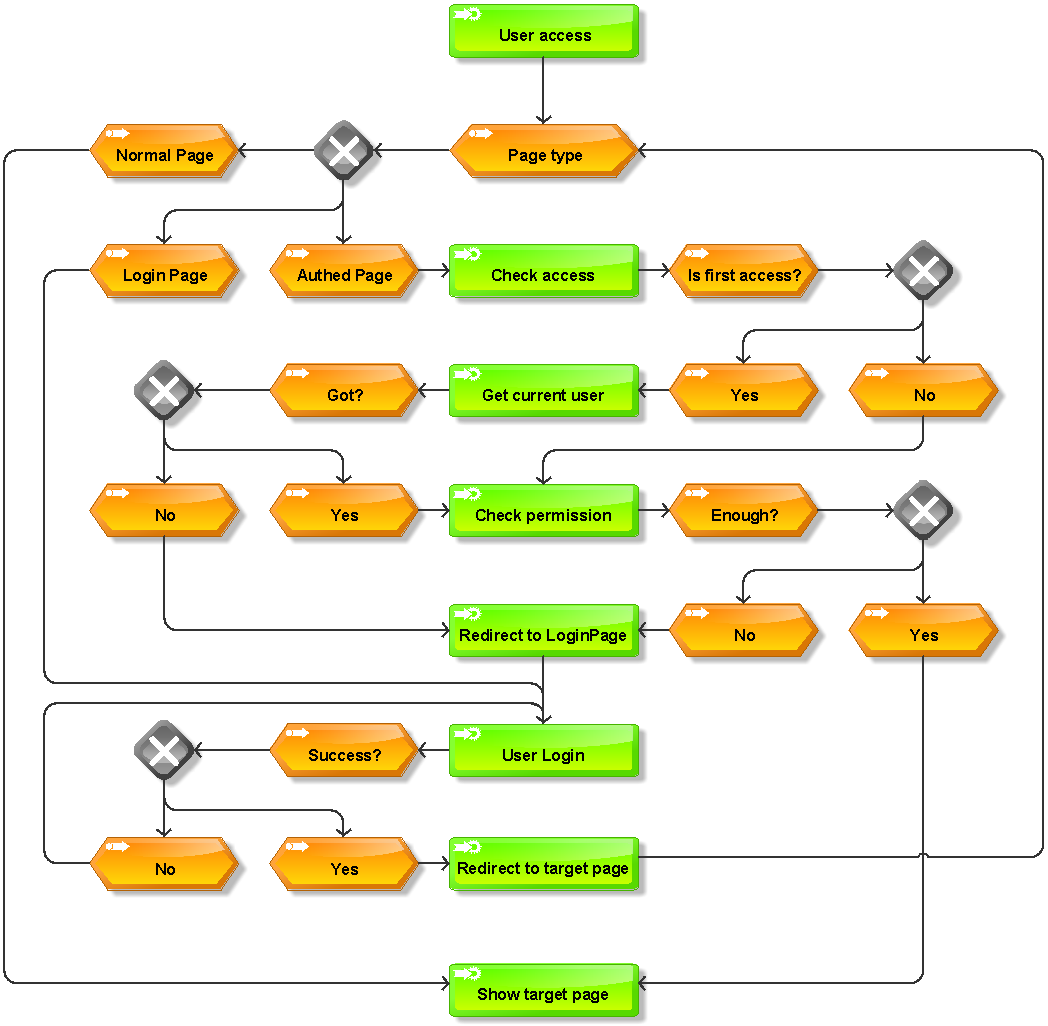 User access
Normal Page
Page type
Login Page
Authed Page
Check access
Is first access?
Got?
Get current user
Yes
No
No
Yes
Check permission
Enough?
Redirect to LoginPage
No
Yes
Success?
User Login
No
Yes
Redirect to target page
Show target page